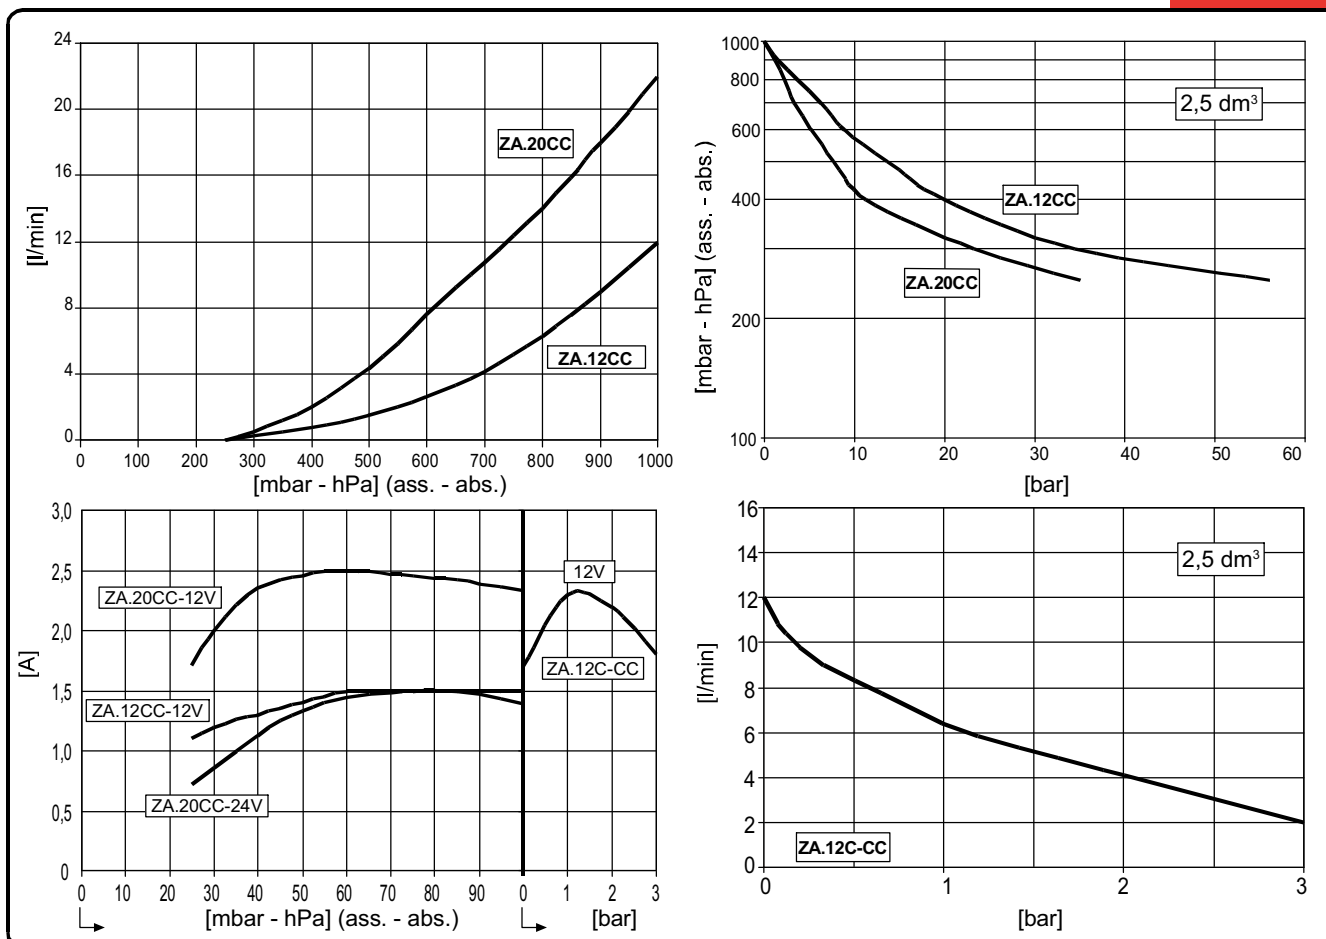 24
20
16
12
8
4
0
[l/min]
ZA.20CC
ZA.12CC
0 100 200 300 400 500 600 700 800 900 1000
[mbar - hPa] (ass. - abs.)
1000
800
600
400
200
100
[mbar - hPa] (ass. - abs.)
2,5 dm³
ZA.12CC
ZA.20CC
0 10 20 30 40 50 60
[bar]
3,0
2,5
2,0
1,5
1,0
0,5
0
[A]
ZA.20CC-12V
ZA.12CC-12V
ZA.20CC-24V
12V
ZA.12C-CC
0 10 20 30 40 50 60 70 80 90 0 1 2 3
[mbar - hPa] (ass. - abs.) [bar]
16
14
12
10
8
6
4
2
0
[l/min]
2,5 dm³
ZA.12C-CC
0 1 2 3
[bar]